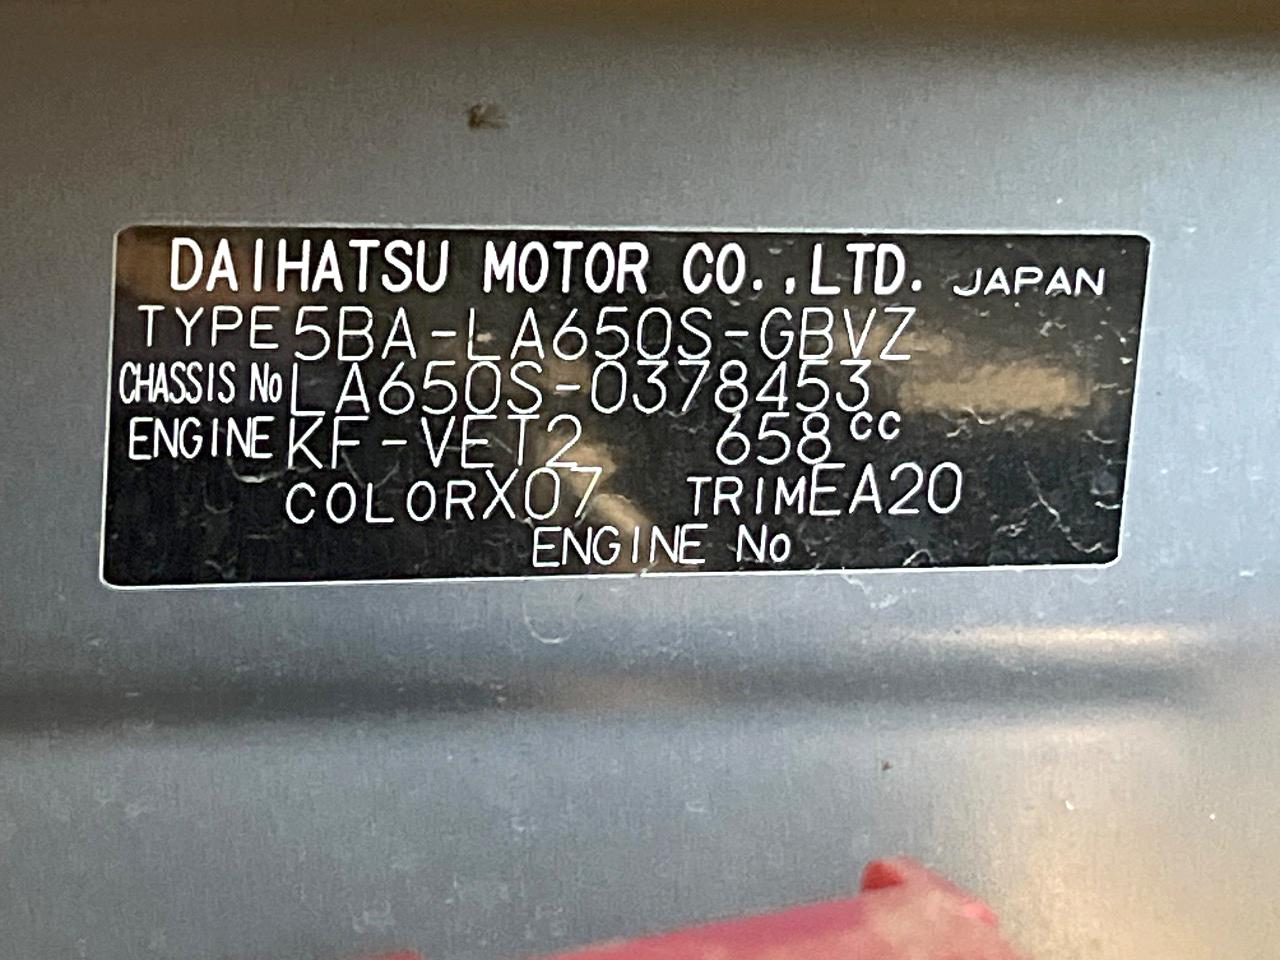 DAIHATSU MOTOR CO.,LTD. JAPAN
TYPE 5BA-LA650S-GBVZ
CHASSIS No LA650S-0378453
ENGINE KF-VET2 658cc
COLOR X07 TRIM EA20
ENGINE No